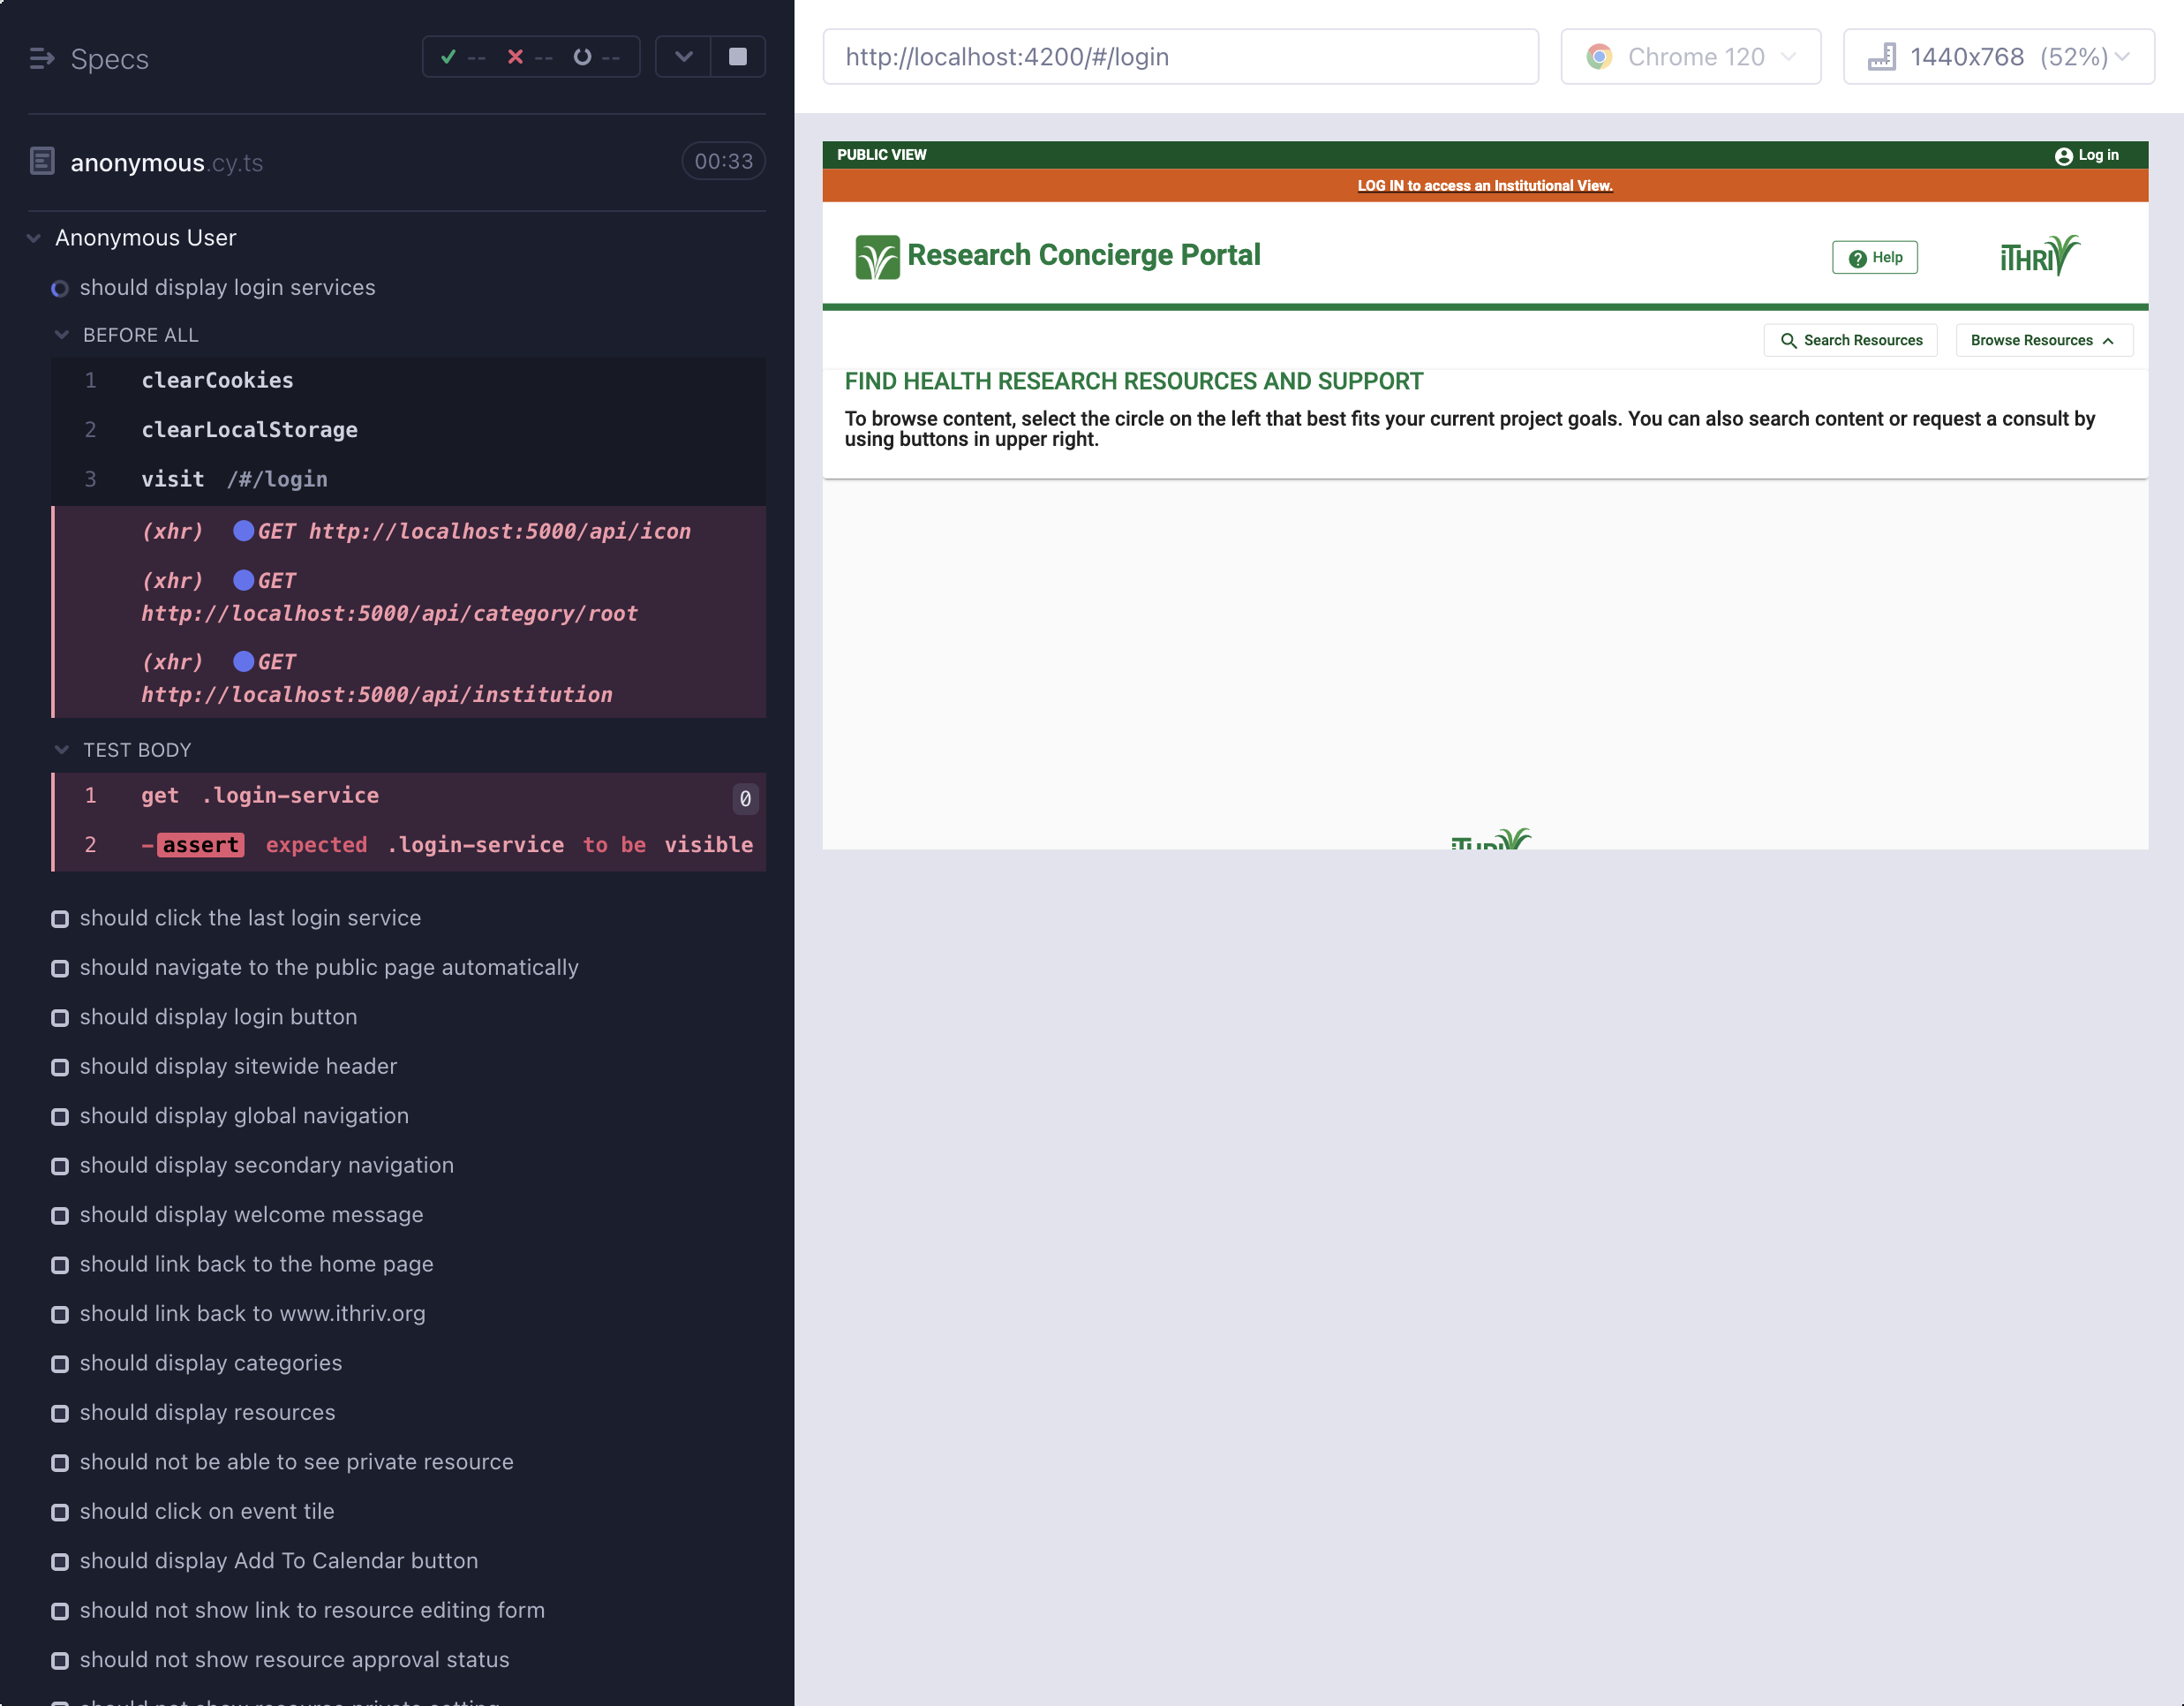 Specs
-- -- --
anonymous.cy.ts
00:33
Anonymous User
should display login services
BEFORE ALL
1 clearCookies
2 clearLocalStorage
3 visit /#/login
(xhr) GET http://localhost:5000/api/icon
(xhr) GET
http://localhost:5000/api/category/root
(xhr) GET
http://localhost:5000/api/institution
TEST BODY
1 get .login-service 0
2 -assert expected .login-service to be visible
should click the last login service
should navigate to the public page automatically
should display login button
should display sitewide header
should display global navigation
should display secondary navigation
should display welcome message
should link back to the home page
should link back to www.ithriv.org
should display categories
should display resources
should not be able to see private resource
should click on event tile
should display Add To Calendar button
should not show link to resource editing form
should not show resource approval status
should not show resource private setting
http://localhost:4200/#/login
Chrome 120
1440x768 (52%)
PUBLIC VIEW
Log in
LOG IN to access an Institutional View.
Research Concierge Portal
Help
iTHRIV
Search Resources
Browse Resources
FIND HEALTH RESEARCH RESOURCES AND SUPPORT
To browse content, select the circle on the left that best fits your current project goals. You can also search content or request a consult by
using buttons in upper right.
iTHRIV